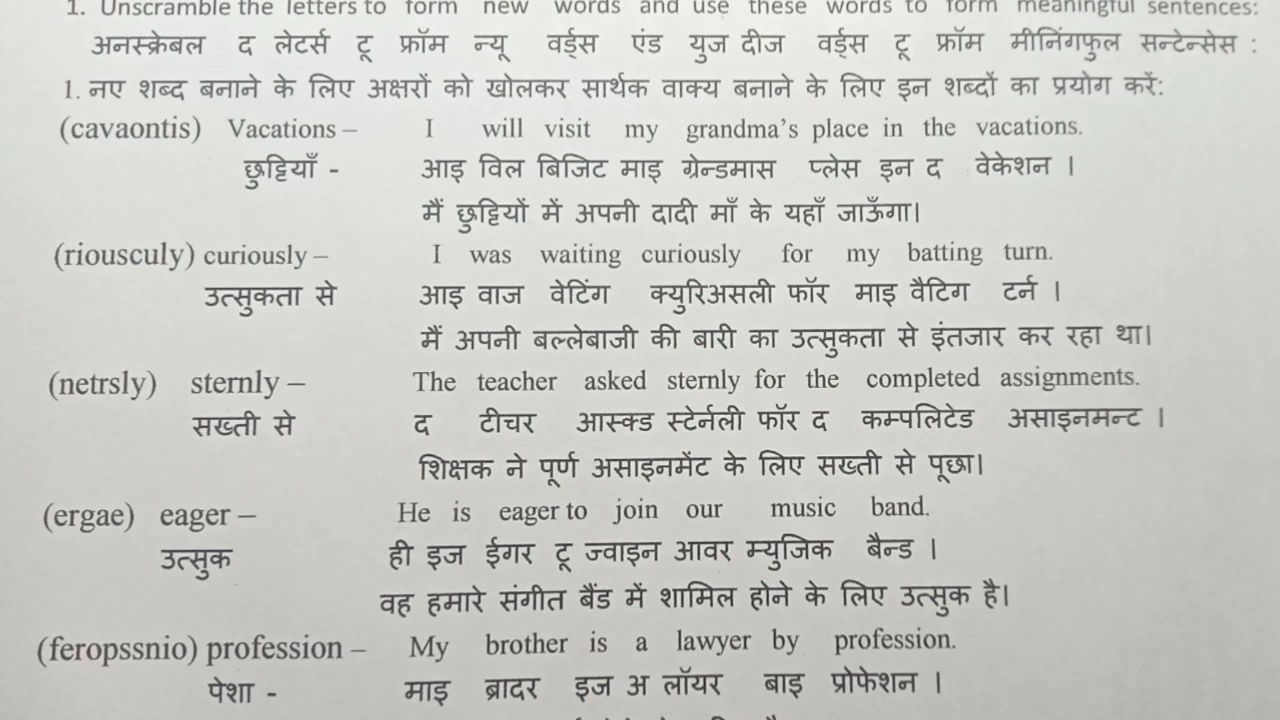 1. Unscramble the letters to form new words and use these words to form meaningful sentences:
अनस्क्रेबल द लेटर्स टू फ्रॉम न्यू वर्ड्स एंड युज दीज वर्ड्स टू फ्रॉम मीनिंगफुल सन्टेन्सेस :
1. नए शब्द बनाने के लिए अक्षरों को खोलकर सार्थक वाक्य बनाने के लिए इन शब्दों का प्रयोग करें:
(cavaontis) Vacations – I will visit my grandma's place in the vacations.
छुट्टियाँ - आइ विल बिजिट माइ ग्रेन्डमास प्लेस इन द वेकेशन ।
मैं छुट्टियों में अपनी दादी माँ के यहाँ जाऊँगा।
(riousculy) curiously – I was waiting curiously for my batting turn.
उत्सुकता से आइ वाज वेटिंग क्युरिअसली फॉर माइ वैटिग टर्न ।
मैं अपनी बल्लेबाजी की बारी का उत्सुकता से इंतजार कर रहा था।
(netrsly) sternly – The teacher asked sternly for the completed assignments.
सख्ती से द टीचर आस्क्ड स्टेर्नली फॉर द कम्पलिटेड असाइनमन्ट ।
शिक्षक ने पूर्ण असाइनमेंट के लिए सख्ती से पूछा।
(ergae) eager – He is eager to join our music band.
उत्सुक ही इज ईगर टू ज्वाइन आवर म्युजिक बैन्ड ।
वह हमारे संगीत बैंड में शामिल होने के लिए उत्सुक है।
(feropssnio) profession – My brother is a lawyer by profession.
पेशा - माइ ब्रादर इज अ लॉयर बाइ प्रोफेशन ।